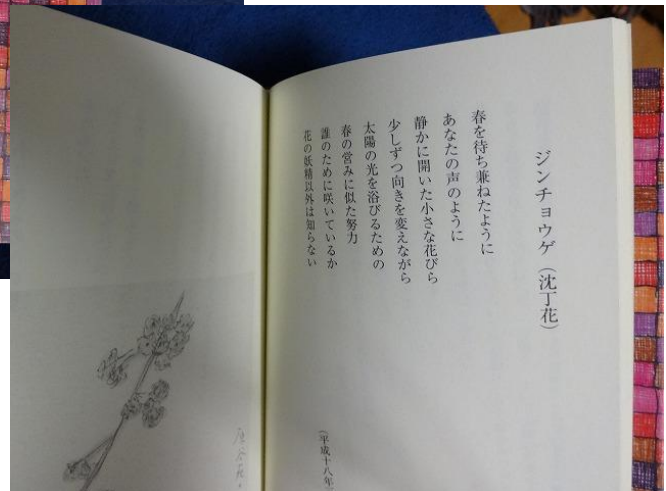 ジンチョウゲ（沈丁花）
春を待ち兼ねたように
あなたの声のように
静かに開いた小さな花びら
少しずつ向きを変えながら
太陽の光を浴びるための
春の営みに似た努力
誰のために咲いているか
花の妖精以外は知らない
（平成十八年）